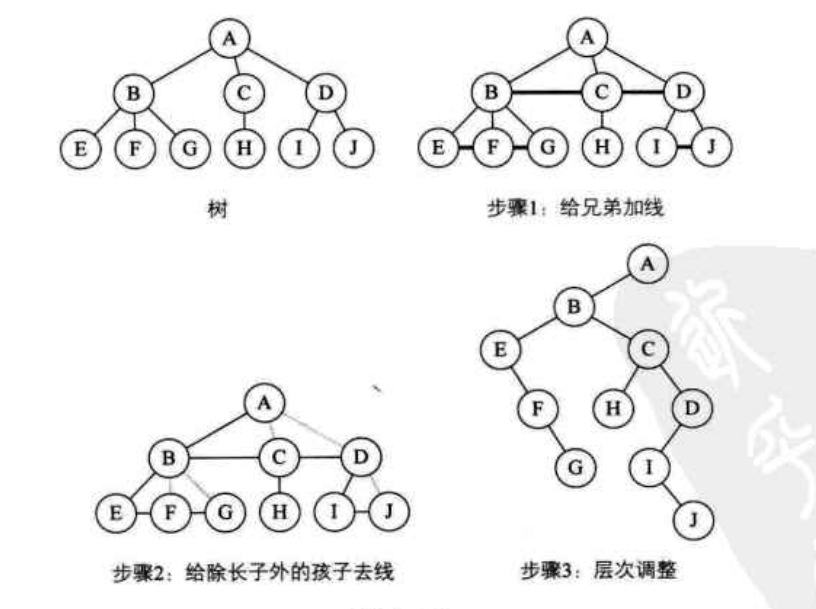 A
B C D
E F G H I J
树
A
B C D
E F G H I J
步骤1：给兄弟加线
A
B C D
E F G H I J
步骤2：给除长子外的孩子去线
A
B
E C
F H D
G I
J
步骤3：层次调整